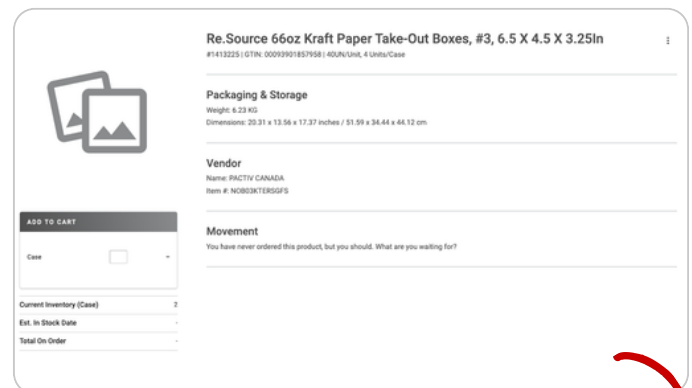 Re.Source 66oz Kraft Paper Take-Out Boxes, #3, 6.5 X 4.5 X 3.25In
#1413225 | GTIN: 00093901857958 | 40UN/Unit, 4 Units/Case
Packaging & Storage
Weight: 6.23 KG
Dimensions: 20.31 x 13.56 x 17.37 inches / 51.59 x 34.44 x 44.12 cm
Vendor
Name: PACTIV CANADA
Item #: NOB03KTERSGFS
Movement
You have never ordered this product, but you should. What are you waiting for?
ADD TO CART
Case
Current Inventory (Case) 2
Est. In Stock Date -
Total On Order -